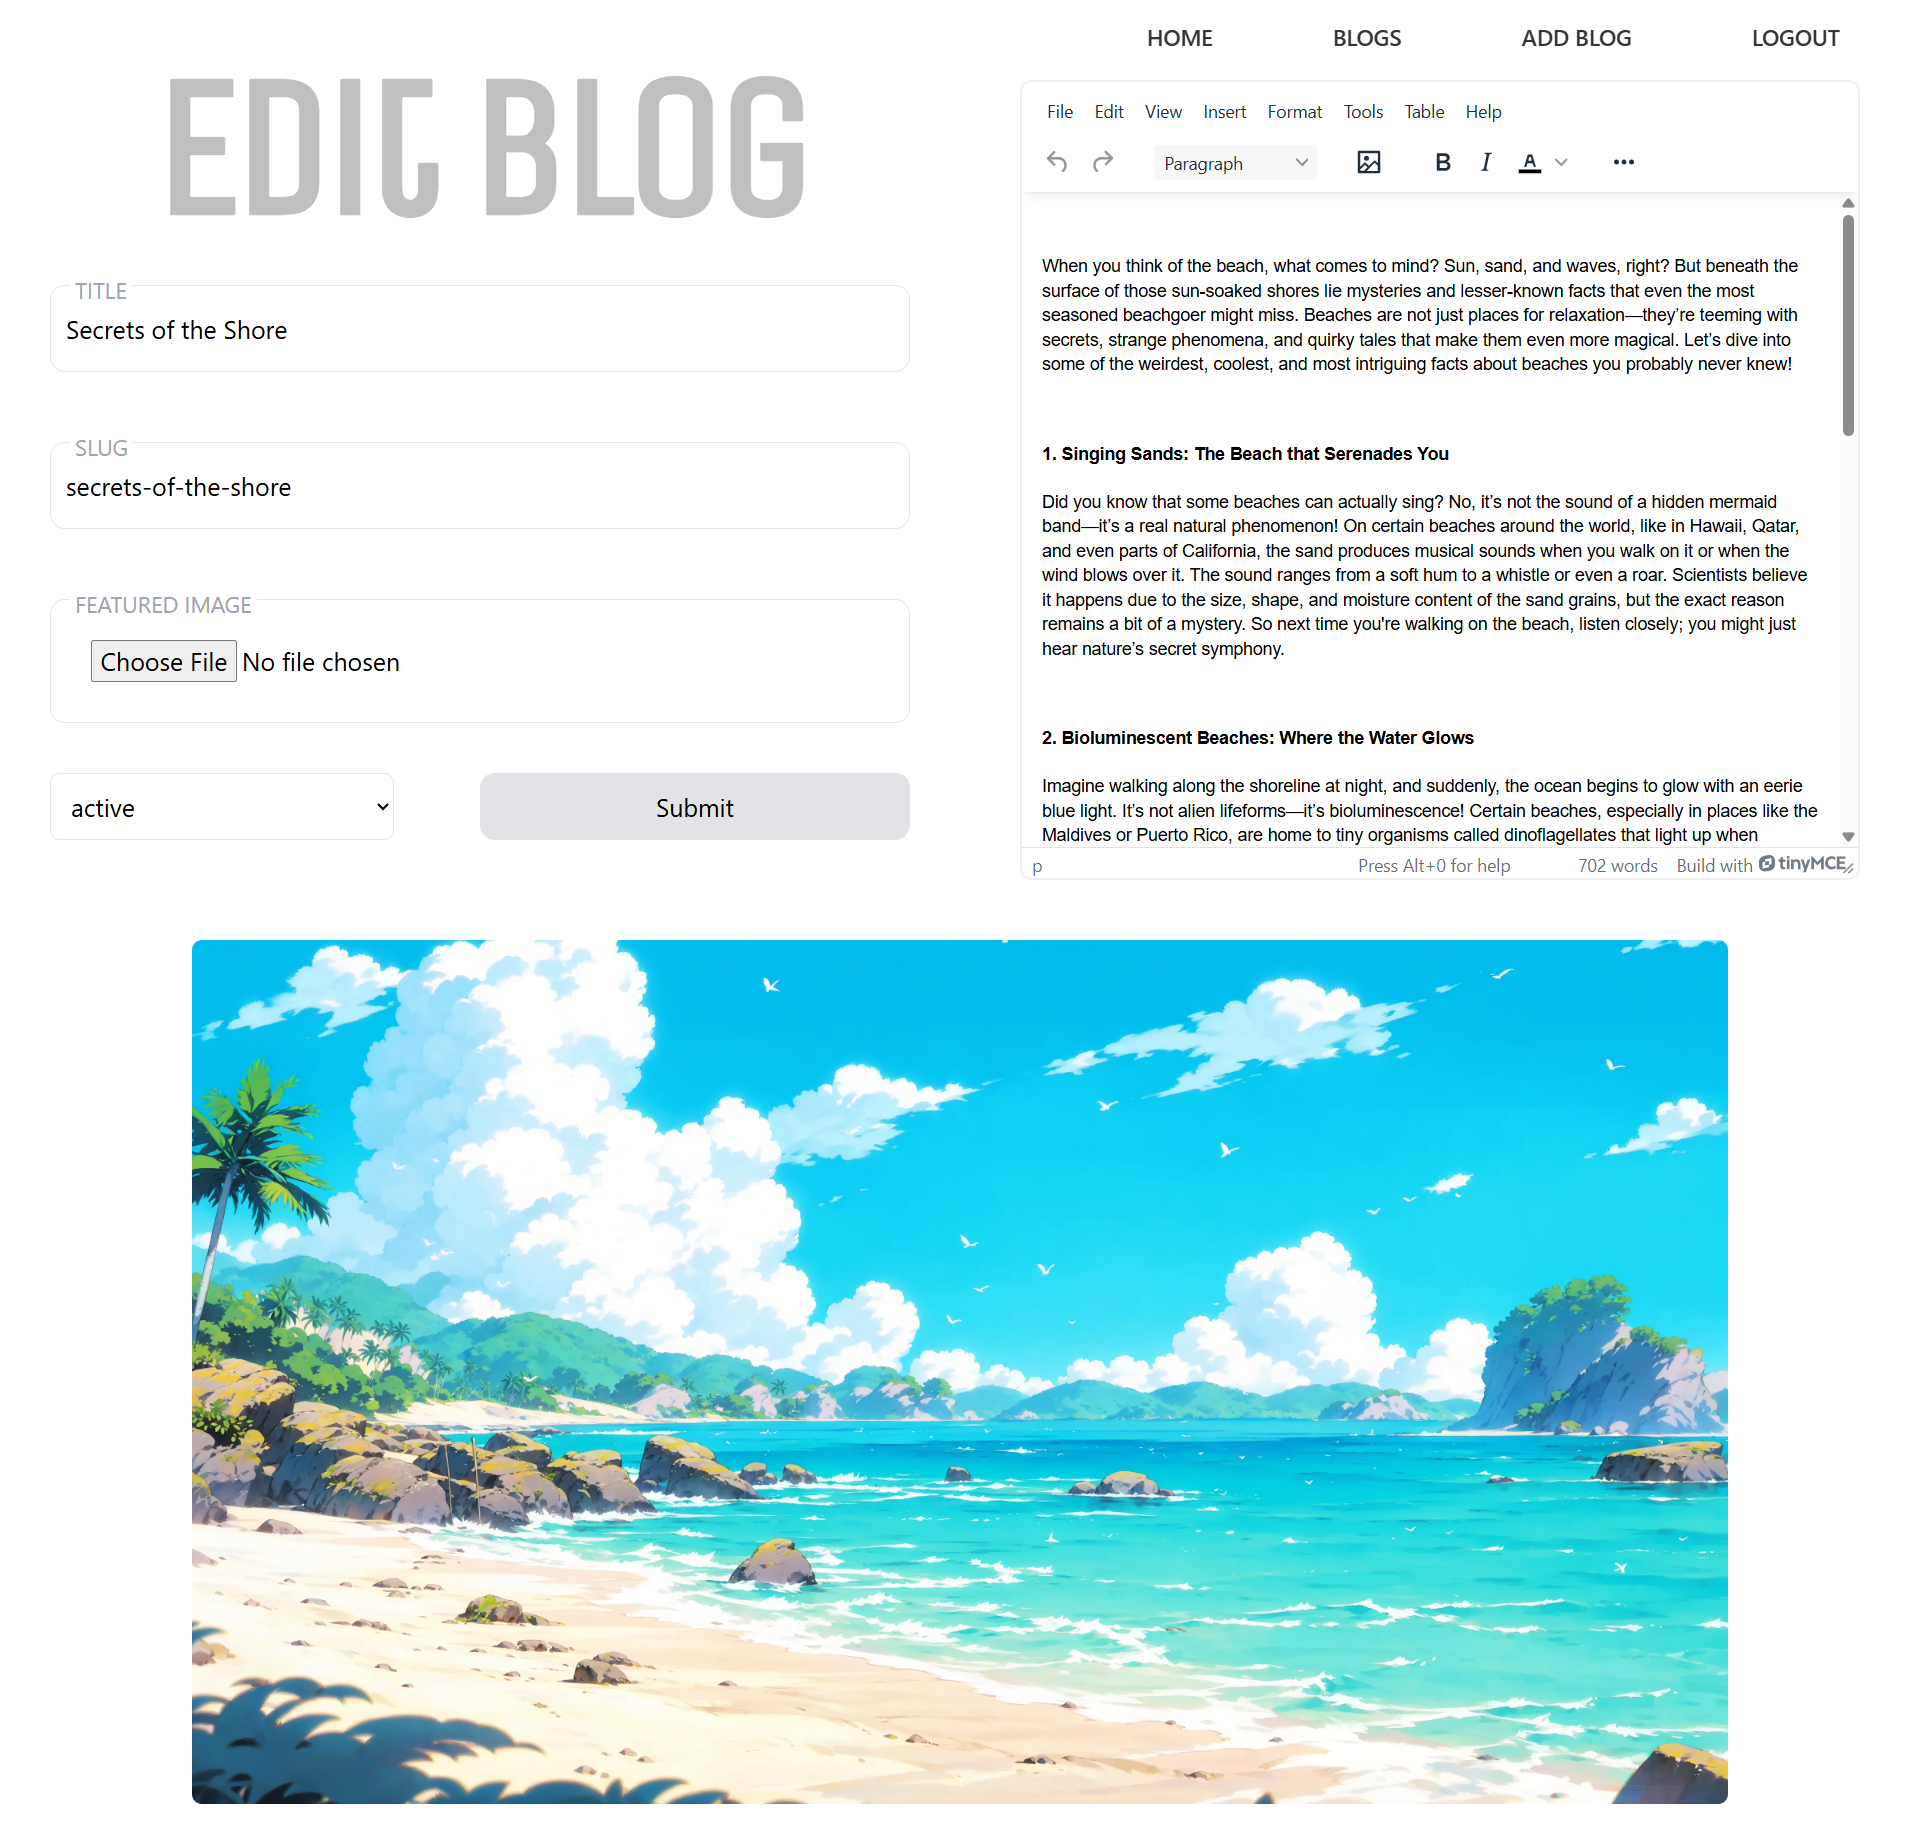 HOME BLOGS ADD BLOG LOGOUT
EDIT BLOG
TITLE
Secrets of the Shore
SLUG
secrets-of-the-shore
FEATURED IMAGE
Choose File No file chosen
active
Submit
File Edit View Insert Format Tools Table Help
Paragraph B I A
When you think of the beach, what comes to mind? Sun, sand, and waves, right? But beneath the
surface of those sun-soaked shores lie mysteries and lesser-known facts that even the most
seasoned beachgoer might miss. Beaches are not just places for relaxation—they’re teeming with
secrets, strange phenomena, and quirky tales that make them even more magical. Let’s dive into
some of the weirdest, coolest, and most intriguing facts about beaches you probably never knew!
1. Singing Sands: The Beach that Serenades You
Did you know that some beaches can actually sing? No, it’s not the sound of a hidden mermaid
band—it’s a real natural phenomenon! On certain beaches around the world, like in Hawaii, Qatar,
and even parts of California, the sand produces musical sounds when you walk on it or when the
wind blows over it. The sound ranges from a soft hum to a whistle or even a roar. Scientists believe
it happens due to the size, shape, and moisture content of the sand grains, but the exact reason
remains a bit of a mystery. So next time you're walking on the beach, listen closely; you might just
hear nature’s secret symphony.
2. Bioluminescent Beaches: Where the Water Glows
Imagine walking along the shoreline at night, and suddenly, the ocean begins to glow with an eerie
blue light. It’s not alien lifeforms—it’s bioluminescence! Certain beaches, especially in places like the
Maldives or Puerto Rico, are home to tiny organisms called dinoflagellates that light up when
p Press Alt+0 for help 702 words Build with tinyMCE